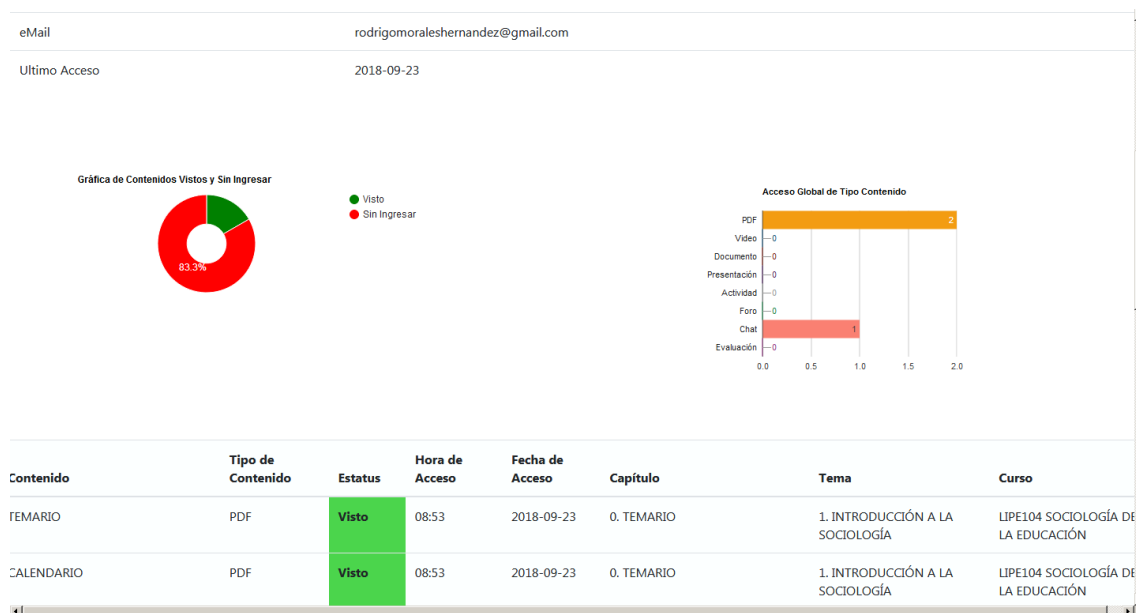 eMail rodrigomoraleshernandez@gmail.com
Ultimo Acceso 2018-09-23
Gráfica de Contenidos Vistos y Sin Ingresar
Visto
Sin Ingresar
83.3%
Acceso Global de Tipo Contenido
PDF 2
Video 0
Documento 0
Presentación 0
Actividad 0
Foro 0
Chat 1
Evaluación 0
0.0 0.5 1.0 1.5 2.0
Contenido Tipo de Contenido Estatus Hora de Acceso Fecha de Acceso Capítulo Tema Curso
TEMARIO PDF Visto 08:53 2018-09-23 0. TEMARIO 1. INTRODUCCIÓN A LA LIPE104 SOCIOLOGÍA DE
SOCIOLOGÍA LA EDUCACIÓN
CALENDARIO PDF Visto 08:53 2018-09-23 0. TEMARIO 1. INTRODUCCIÓN A LA LIPE104 SOCIOLOGÍA DE
SOCIOLOGÍA LA EDUCACIÓN